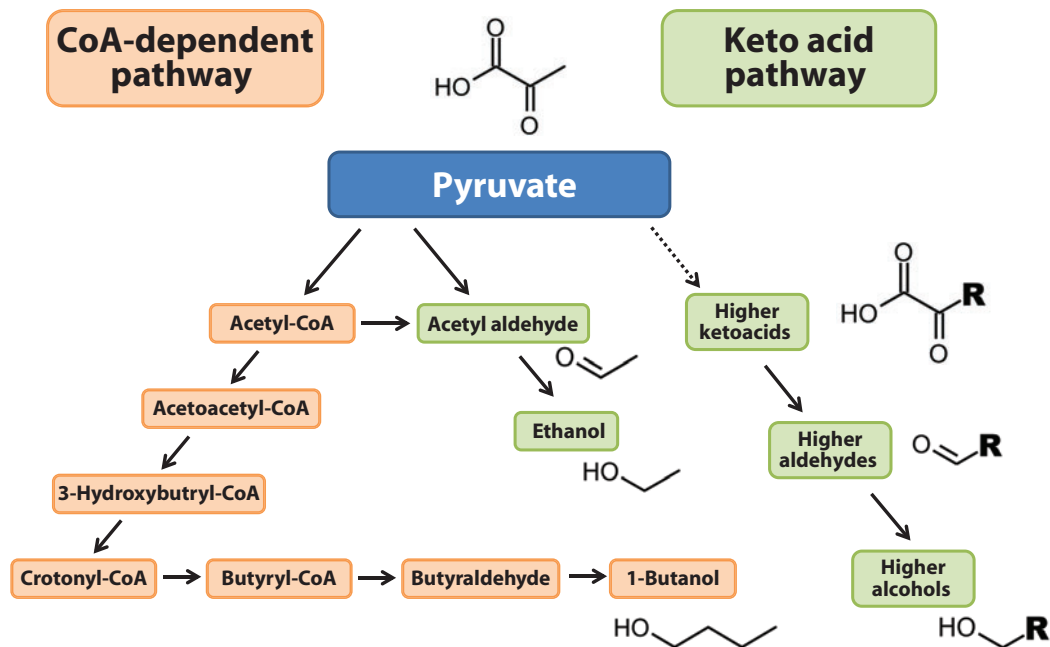 CoA-dependent
pathway
Keto acid
pathway
O
HO
O
Pyruvate
Acetyl-CoA
Acetyl aldehyde
Higher
ketoacids
O
HO
R
O
O
Acetoacetyl-CoA
Ethanol
Higher
aldehydes
O
R
HO
3-Hydroxybutryl-CoA
Crotonyl-CoA
Butyryl-CoA
Butyraldehyde
1-Butanol
Higher
alcohols
HO
HO
R